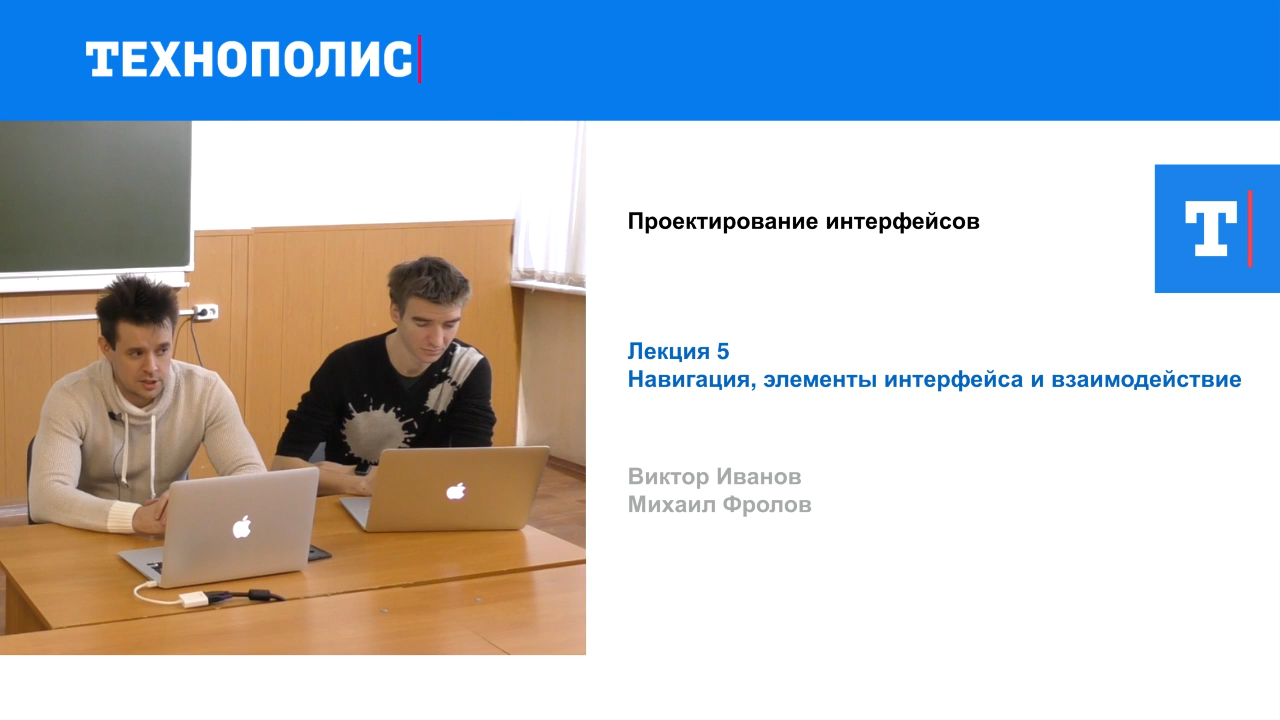 ТЕХНОПОЛИС
Т
Проектирование интерфейсов
Лекция 5
Навигация, элементы интерфейса и взаимодействие
Виктор Иванов
Михаил Фролов